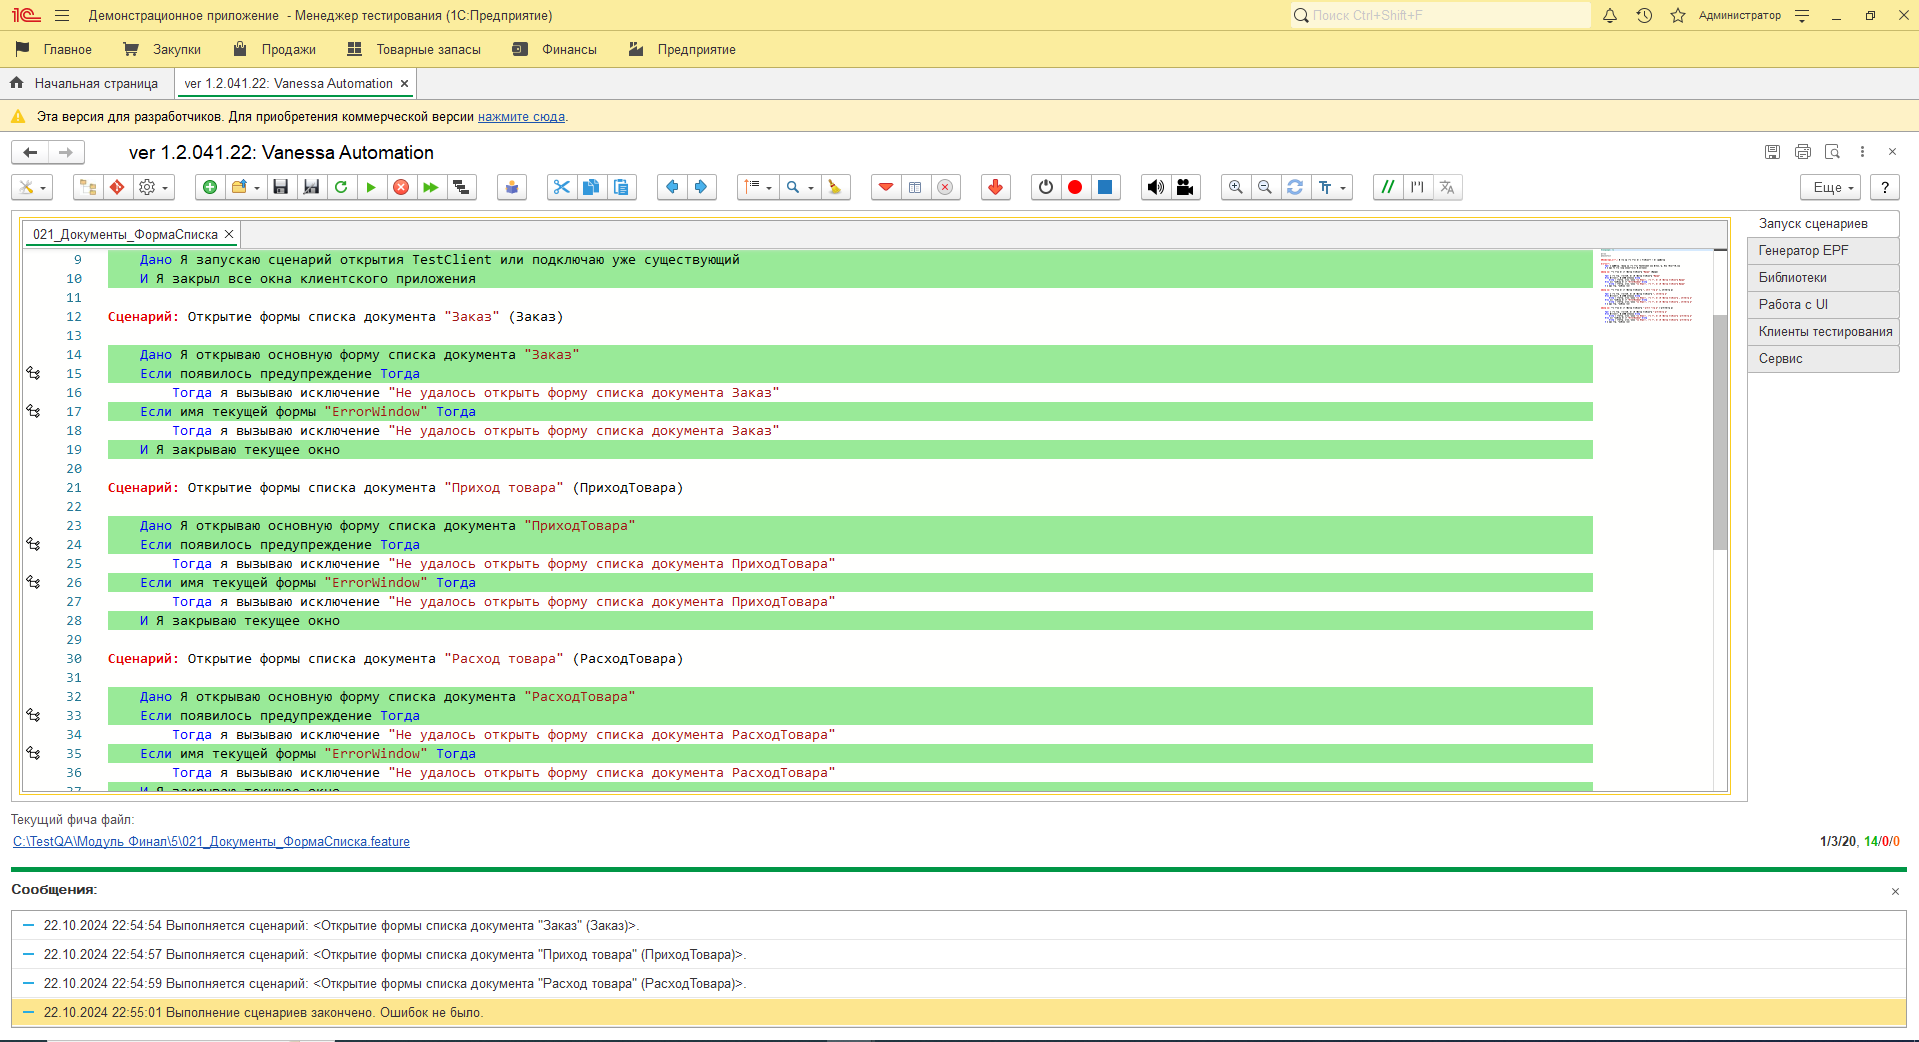 Демонстрационное приложение - Менеджер тестирования (1С:Предприятие)
Поиск Ctrl+Shift+F
Администратор
Главное
Закупки
Продажи
Товарные запасы
Финансы
Предприятие
Начальная страница
ver 1.2.041.22: Vanessa Automation
Эта версия для разработчиков. Для приобретения коммерческой версии нажмите сюда.
ver 1.2.041.22: Vanessa Automation
Еще
?
021_Документы_ФормаСписка
Запуск сценариев
Генератор EPF
Библиотеки
Работа с UI
Клиенты тестирования
Сервис
9 Дано Я запускаю сценарий открытия TestClient или подключаю уже существующий
10 И Я закрыл все окна клиентского приложения
11
12 Сценарий: Открытие формы списка документа "Заказ" (Заказ)
13
14 Дано Я открываю основную форму списка документа "Заказ"
15 Если появилось предупреждение Тогда
16 Тогда я вызываю исключение "Не удалось открыть форму списка документа Заказ"
17 Если имя текущей формы "ErrorWindow" Тогда
18 Тогда я вызываю исключение "Не удалось открыть форму списка документа Заказ"
19 И Я закрываю текущее окно
20
21 Сценарий: Открытие формы списка документа "Приход товара" (ПриходТовара)
22
23 Дано Я открываю основную форму списка документа "ПриходТовара"
24 Если появилось предупреждение Тогда
25 Тогда я вызываю исключение "Не удалось открыть форму списка документа ПриходТовара"
26 Если имя текущей формы "ErrorWindow" Тогда
27 Тогда я вызываю исключение "Не удалось открыть форму списка документа ПриходТовара"
28 И Я закрываю текущее окно
29
30 Сценарий: Открытие формы списка документа "Расход товара" (РасходТовара)
31
32 Дано Я открываю основную форму списка документа "РасходТовара"
33 Если появилось предупреждение Тогда
34 Тогда я вызываю исключение "Не удалось открыть форму списка документа РасходТовара"
35 Если имя текущей формы "ErrorWindow" Тогда
36 Тогда я вызываю исключение "Не удалось открыть форму списка документа РасходТовара"
37 И Я закрываю текущее окно
Текущий фича файл:
C:\TestQA\Модуль Финал\5\021_Документы_ФормаСписка.feature
1/3/20, 14/0/0
Сообщения:
22.10.2024 22:54:54 Выполняется сценарий: <Открытие формы списка документа "Заказ" (Заказ)>.
22.10.2024 22:54:57 Выполняется сценарий: <Открытие формы списка документа "Приход товара" (ПриходТовара)>.
22.10.2024 22:54:59 Выполняется сценарий: <Открытие формы списка документа "Расход товара" (РасходТовара)>.
22.10.2024 22:55:01 Выполнение сценариев закончено. Ошибок не было.